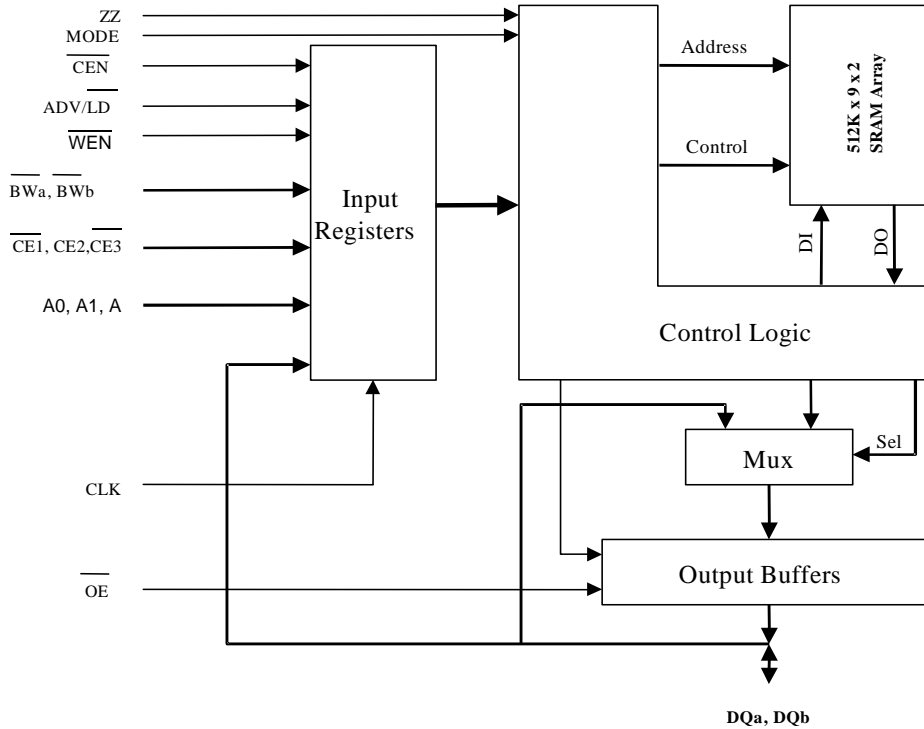 ZZ
MODE
CEN
ADV/LD
WEN
BWa, BWb
CE1, CE2,CE3
A0, A1, A
CLK
OE
Input
Registers
Address
Control
512K x 9 x 2
SRAM Array
DI
DO
Control Logic
Sel
Mux
Output Buffers
DQa, DQb